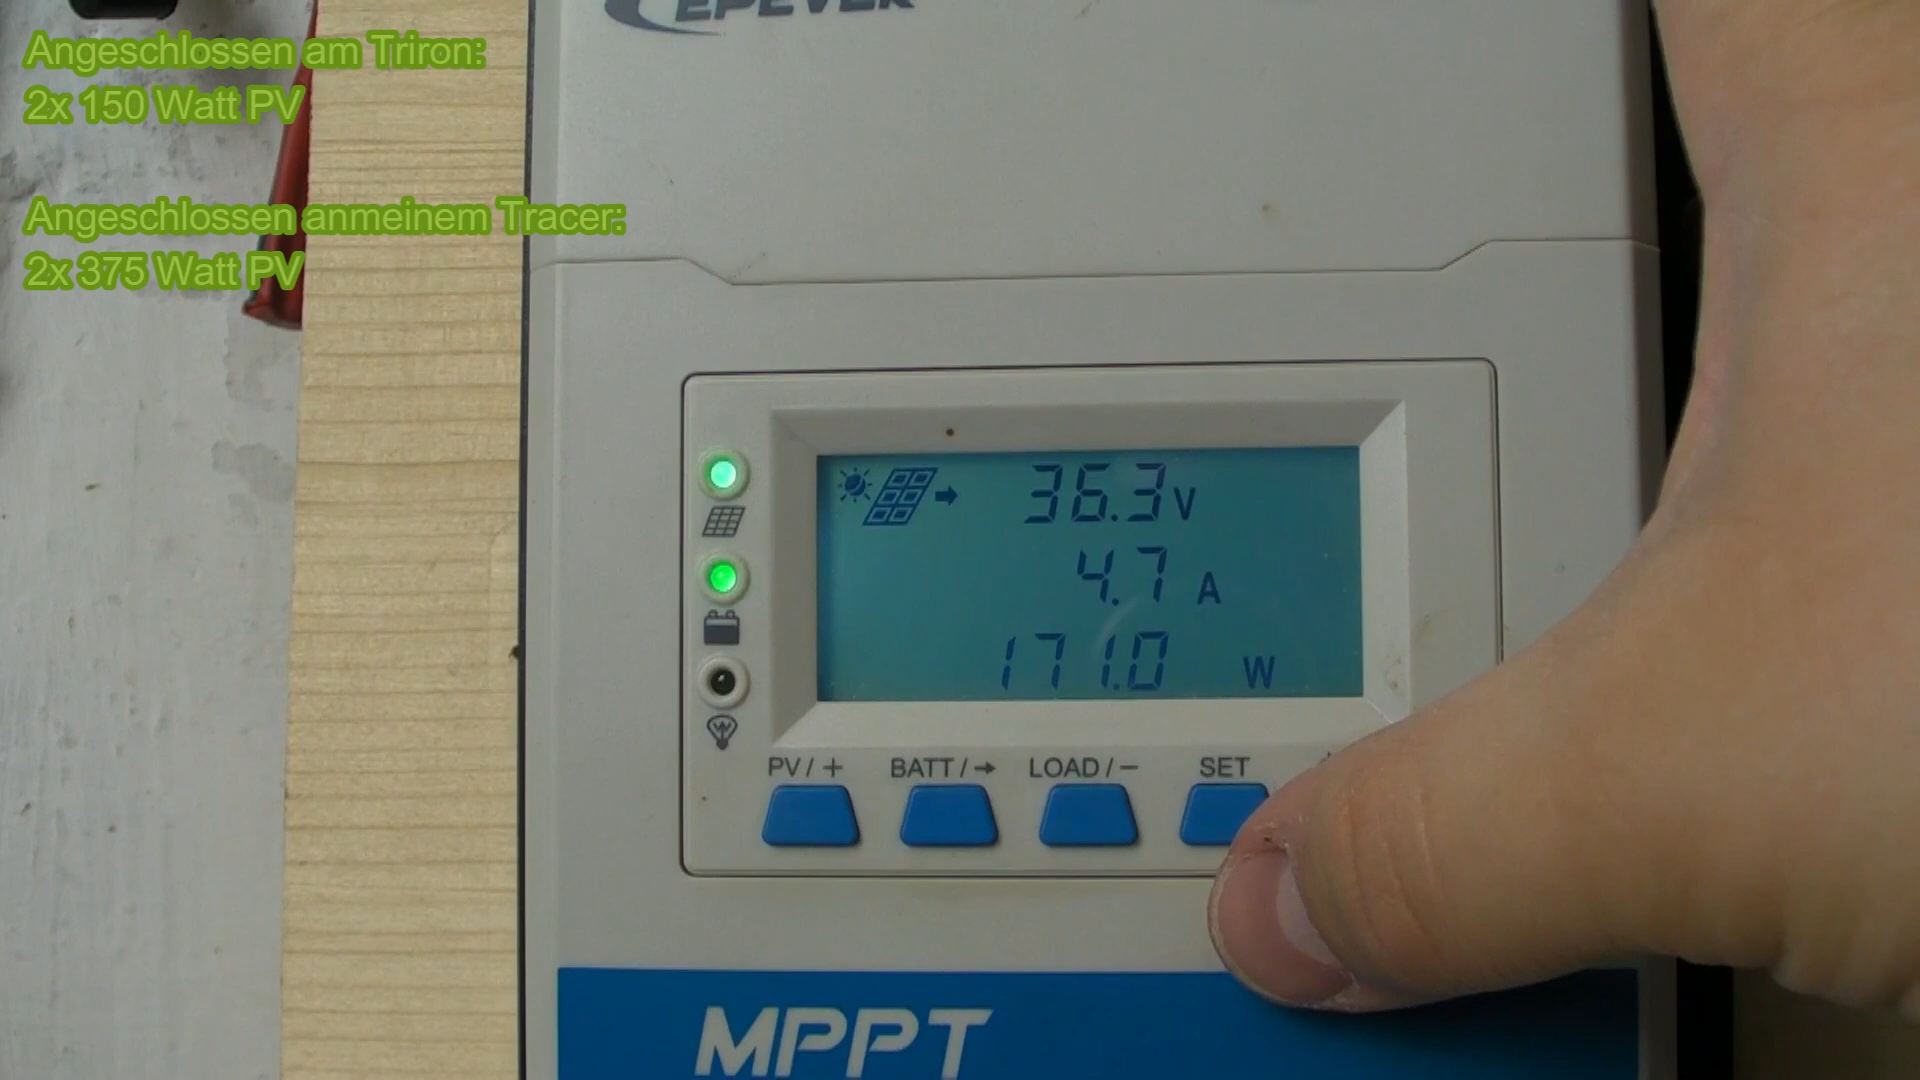 Angeschlossen am Triron:
2x 150 Watt PV
Angeschlossen anmeinem Tracer:
2x 375 Watt PV
EPEVER
36.3 V
4.7 A
171.0 W
PV / + BATT / → LOAD / − SET
MPPT